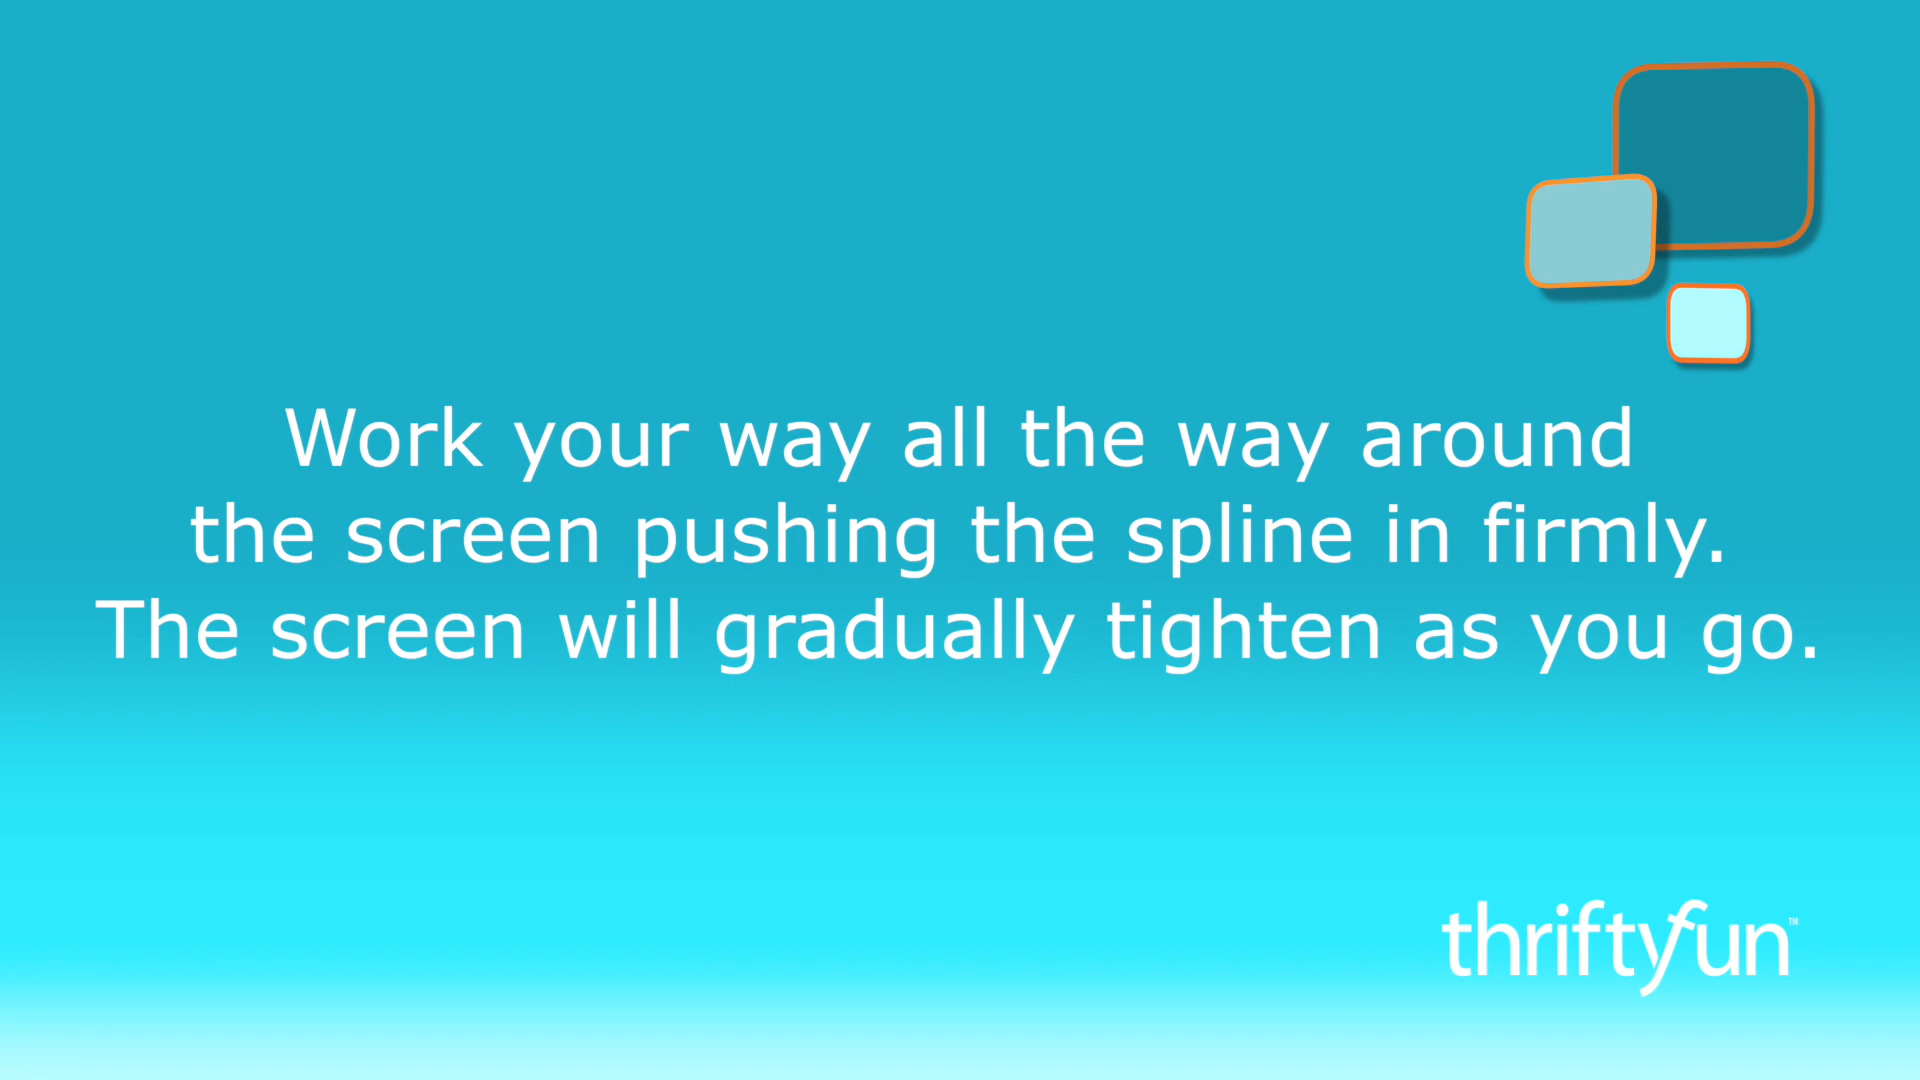 Work your way all the way around
the screen pushing the spline in firmly.
The screen will gradually tighten as you go.
thriftyfun™